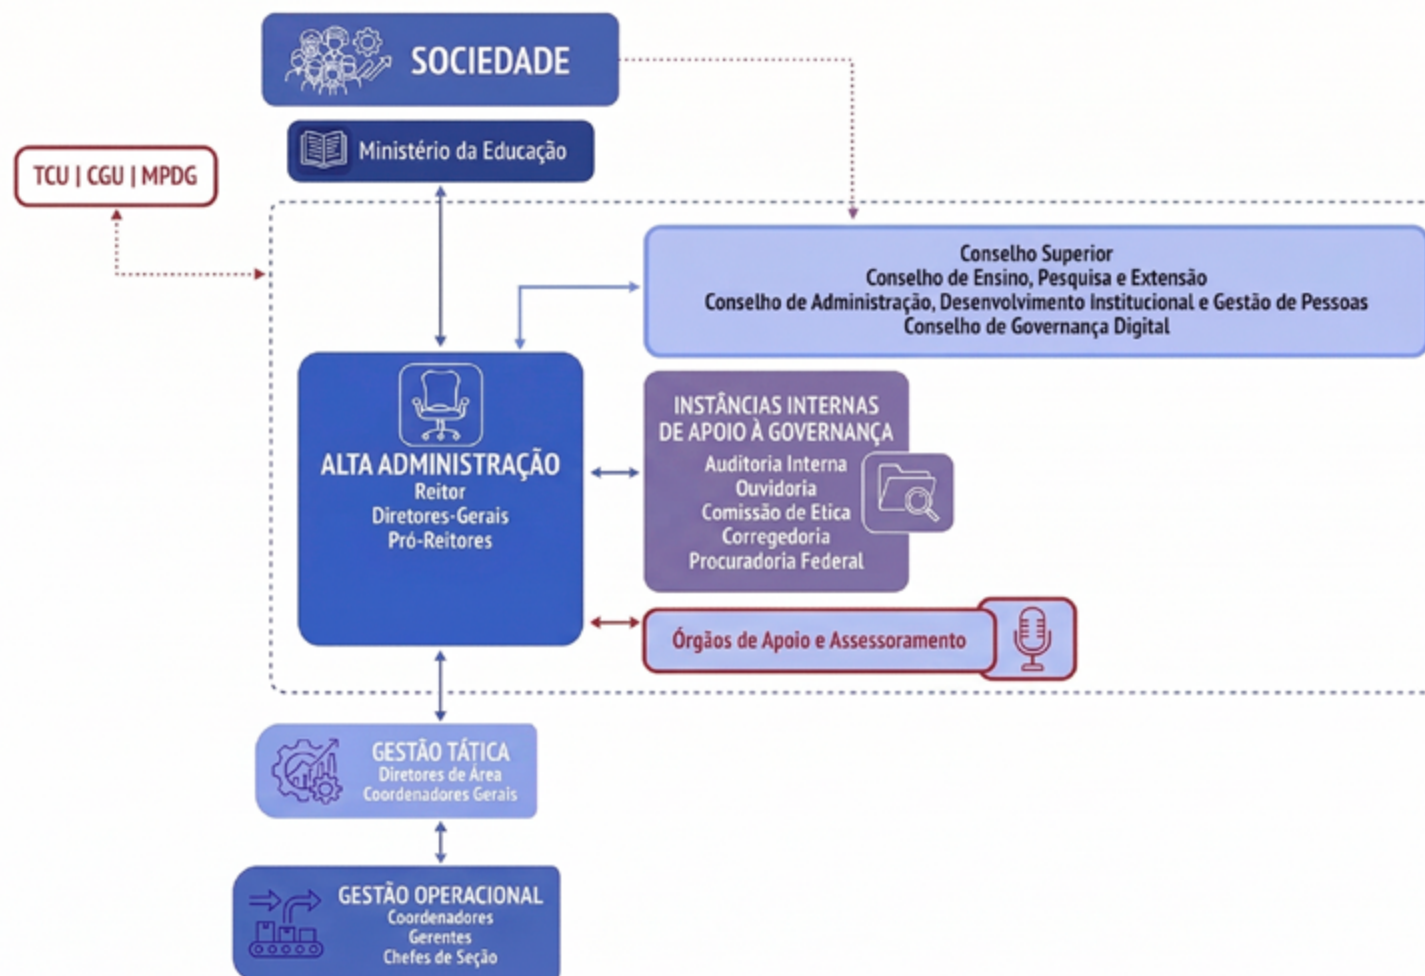 SOCIEDADE
Ministério da Educação
TCU | CGU | MPDG
Conselho Superior
Conselho de Ensino, Pesquisa e Extensão
Conselho de Administração, Desenvolvimento Institucional e Gestão de Pessoas
Conselho de Governança Digital
ALTA ADMINISTRAÇÃO
Reitor
Diretores-Gerais
Pró-Reitores
INSTÂNCIAS INTERNAS
DE APOIO À GOVERNANÇA
Auditoria Interna
Ouvidoria
Comissão de Etica
Corregedoria
Procuradoria Federal
Órgãos de Apoio e Assessoramento
GESTÃO TÁTICA
Diretores de Área
Coordenadores Gerais
GESTÃO OPERACIONAL
Coordenadores
Gerentes
Chefes de Seção